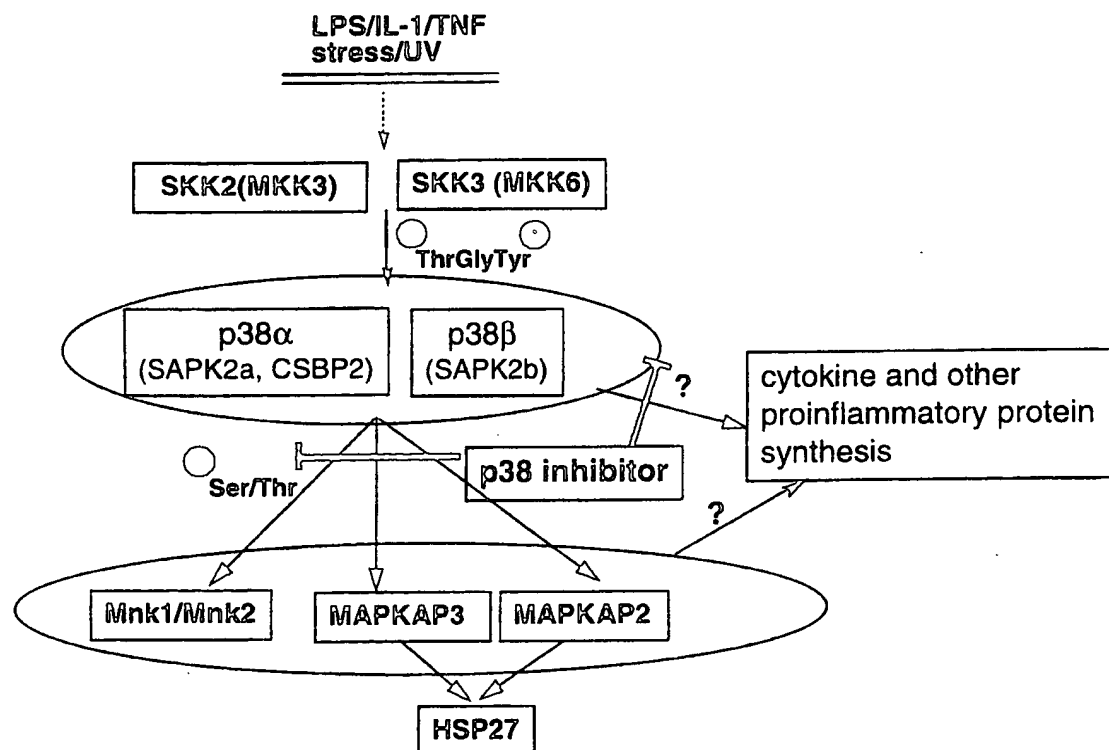 LPS/IL-1/TNF
stress/UV
SKK2(MKK3)
SKK3 (MKK6)
ThrGlyTyr
p38α
(SAPK2a, CSBP2)
p38β
(SAPK2b)
?
cytokine and other
proinflammatory protein
synthesis
p38 inhibitor
Ser/Thr
?
Mnk1/Mnk2
MAPKAP3
MAPKAP2
HSP27